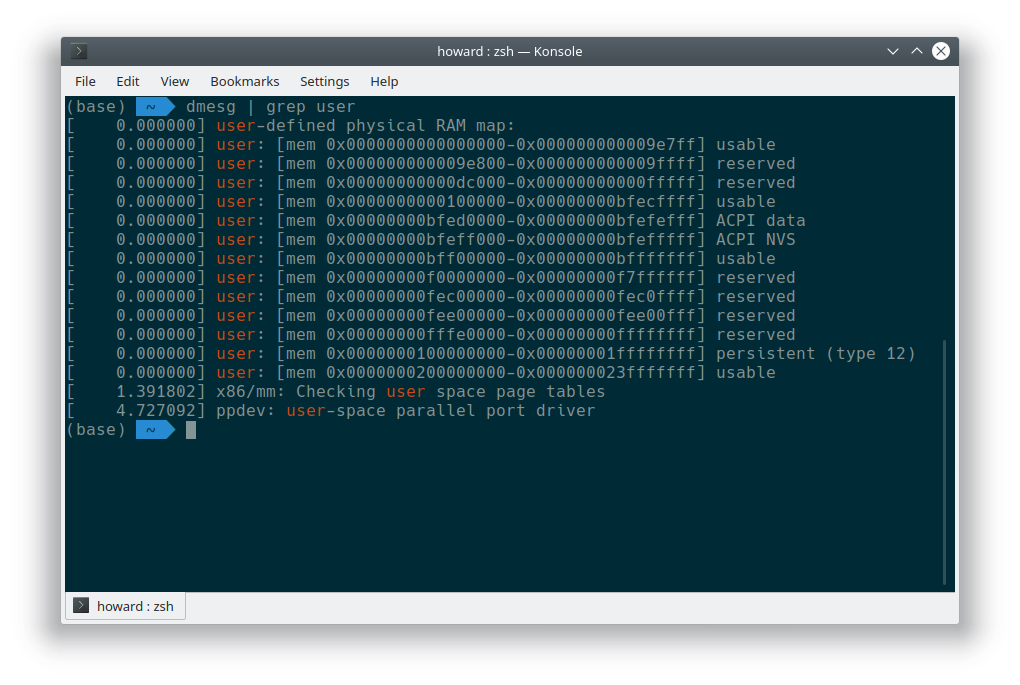 howard : zsh — Konsole
File Edit View Bookmarks Settings Help
(base) ~ dmesg | grep user
[    0.000000] user-defined physical RAM map:
[    0.000000] user: [mem 0x0000000000000000-0x000000000009e7ff] usable
[    0.000000] user: [mem 0x000000000009e800-0x000000000009ffff] reserved
[    0.000000] user: [mem 0x00000000000dc000-0x00000000000fffff] reserved
[    0.000000] user: [mem 0x0000000000100000-0x00000000bfecffff] usable
[    0.000000] user: [mem 0x00000000bfed0000-0x00000000bfefefff] ACPI data
[    0.000000] user: [mem 0x00000000bfeff000-0x00000000bfefffff] ACPI NVS
[    0.000000] user: [mem 0x00000000bff00000-0x00000000bfffffff] usable
[    0.000000] user: [mem 0x00000000f0000000-0x00000000f7ffffff] reserved
[    0.000000] user: [mem 0x00000000fec00000-0x00000000fec0ffff] reserved
[    0.000000] user: [mem 0x00000000fee00000-0x00000000fee00fff] reserved
[    0.000000] user: [mem 0x00000000fffe0000-0x00000000ffffffff] reserved
[    0.000000] user: [mem 0x0000000100000000-0x00000001ffffffff] persistent (type 12)
[    0.000000] user: [mem 0x0000000200000000-0x000000023fffffff] usable
[    1.391802] x86/mm: Checking user space page tables
[    4.727092] ppdev: user-space parallel port driver
(base) ~
howard : zsh